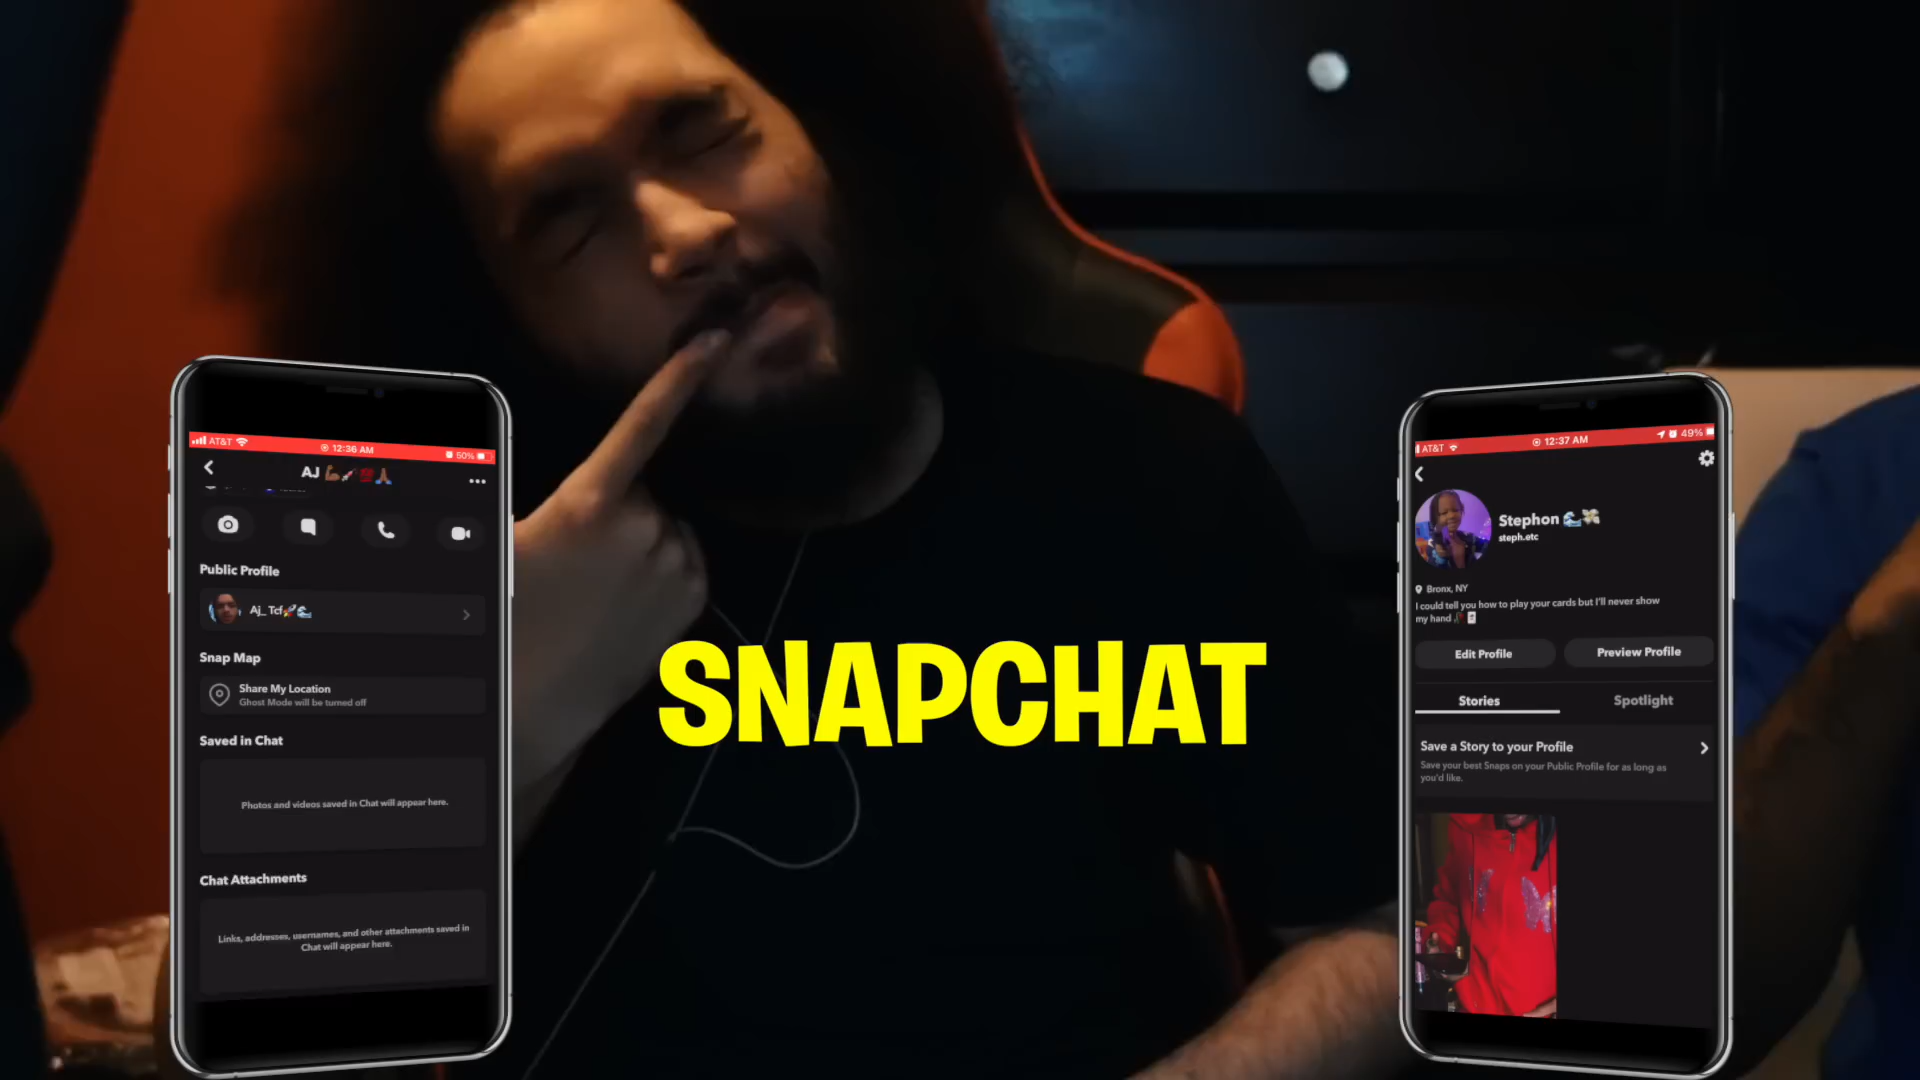 AT&T 12:36 AM 50%
AJ
Public Profile
Aj_Tcf
Snap Map
Share My Location
Ghost Mode will be turned off
Saved in Chat
Photos and videos saved in Chat will appear here.
Chat Attachments
Links, addresses, usernames, and other attachments saved in
Chat will appear here.
SNAPCHAT
AT&T 12:37 AM 49%
Stephon
steph.etc
Bronx, NY
I could tell you how to play your cards but I'll never show
my hand
Edit Profile Preview Profile
Stories Spotlight
Save a Story to your Profile
Save your best Snaps on your Public Profile for as long as
you'd like.